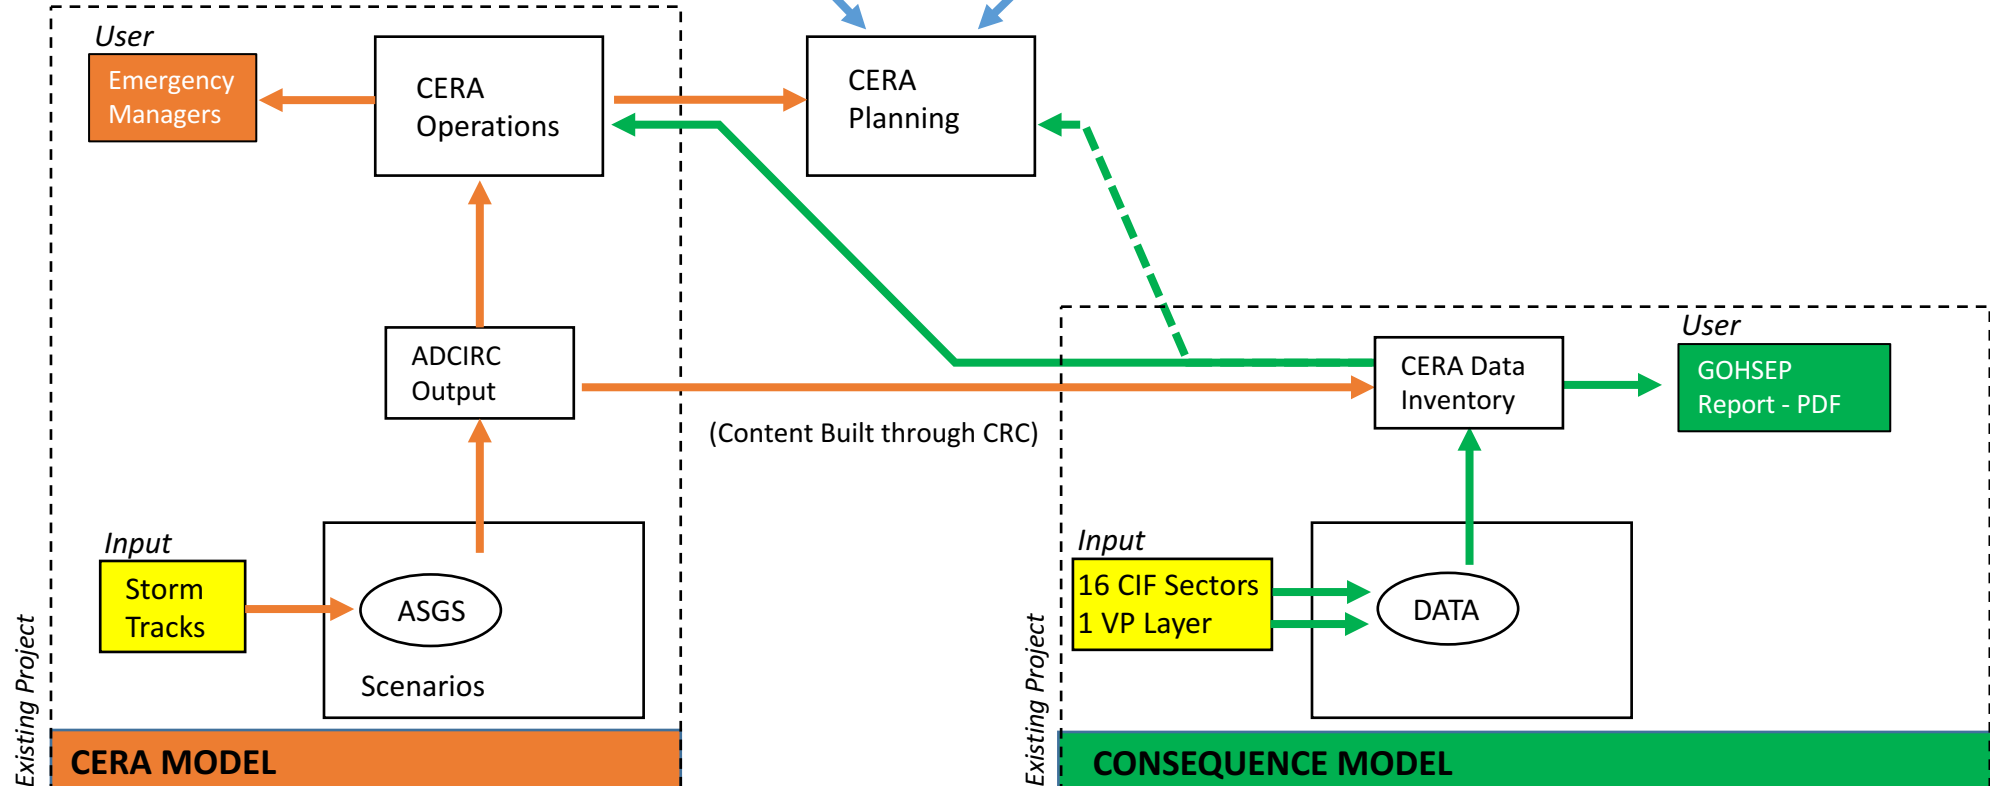 User
Emergency
Managers
CERA
Operations
CERA
Planning
ADCIRC
Output
(Content Built through CRC)
Input
Storm
Tracks
ASGS
Scenarios
Existing Project
CERA MODEL
User
CERA Data
Inventory
GOHSEP
Report - PDF
Input
16 CIF Sectors
1 VP Layer
DATA
Existing Project
CONSEQUENCE MODEL